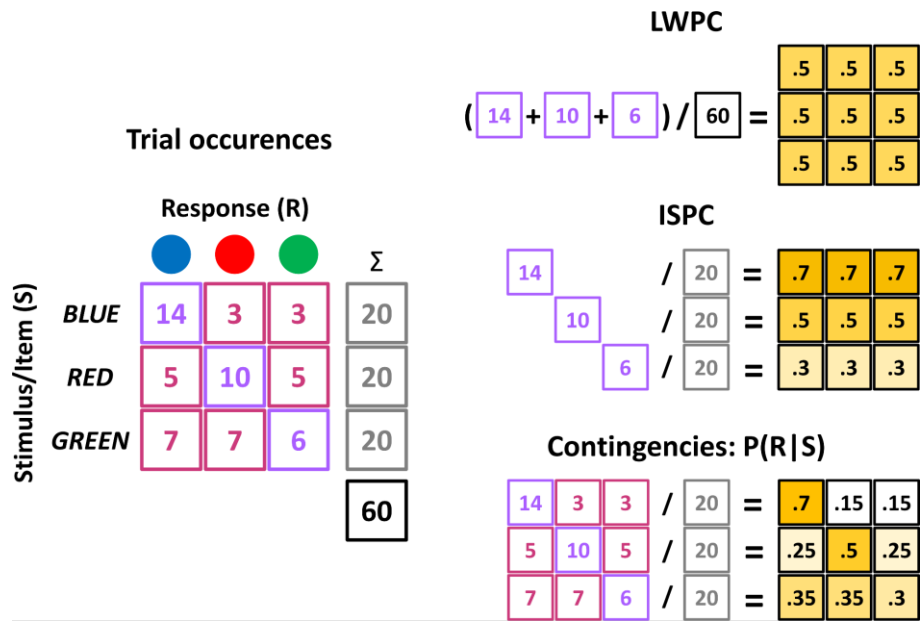 Trial occurences
Response (R)
Σ
Stimulus/Item (S)
BLUE 14 3 3 20
RED 5 10 5 20
GREEN 7 7 6 20
60
LWPC
(14 + 10 + 6) / 60 =
.5 .5 .5
.5 .5 .5
.5 .5 .5
ISPC
14 / 20 = .7 .7 .7
10 / 20 = .5 .5 .5
6 / 20 = .3 .3 .3
Contingencies: P(R|S)
14 3 3 / 20 = .7 .15 .15
5 10 5 / 20 = .25 .5 .25
7 7 6 / 20 = .35 .35 .3